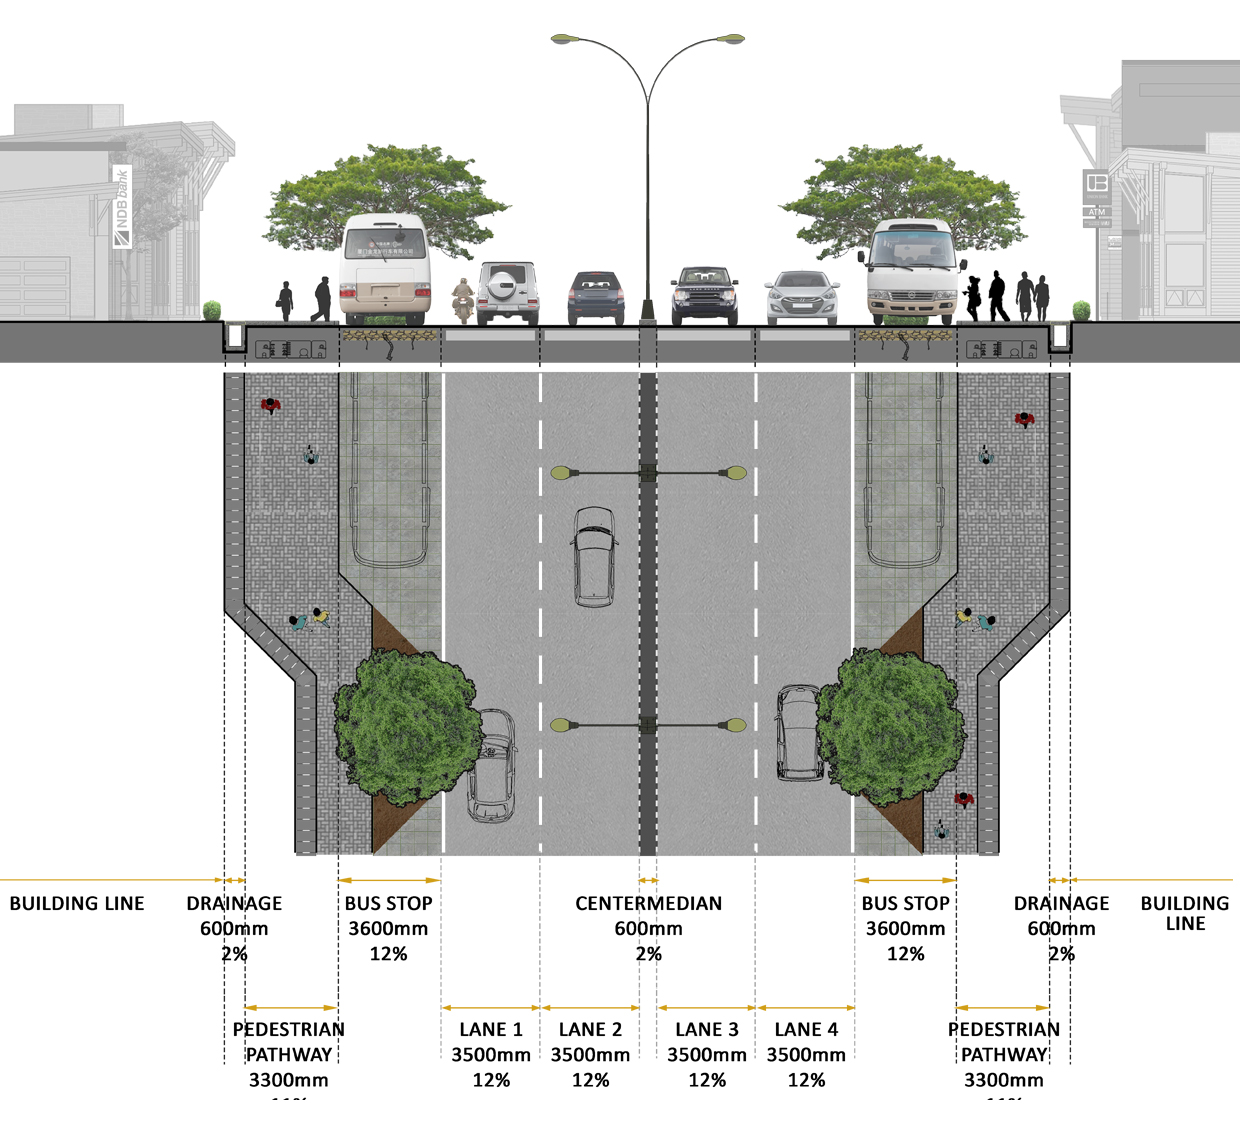 NDB bank
ATM
BUILDING LINE
DRAINAGE
600mm
2%
BUS STOP
3600mm
12%
CENTERMEDIAN
600mm
2%
BUS STOP
3600mm
12%
DRAINAGE
600mm
2%
BUILDING
LINE
PEDESTRIAN
PATHWAY
3300mm
11%
LANE 1
3500mm
12%
LANE 2
3500mm
12%
LANE 3
3500mm
12%
LANE 4
3500mm
12%
PEDESTRIAN
PATHWAY
3300mm
11%